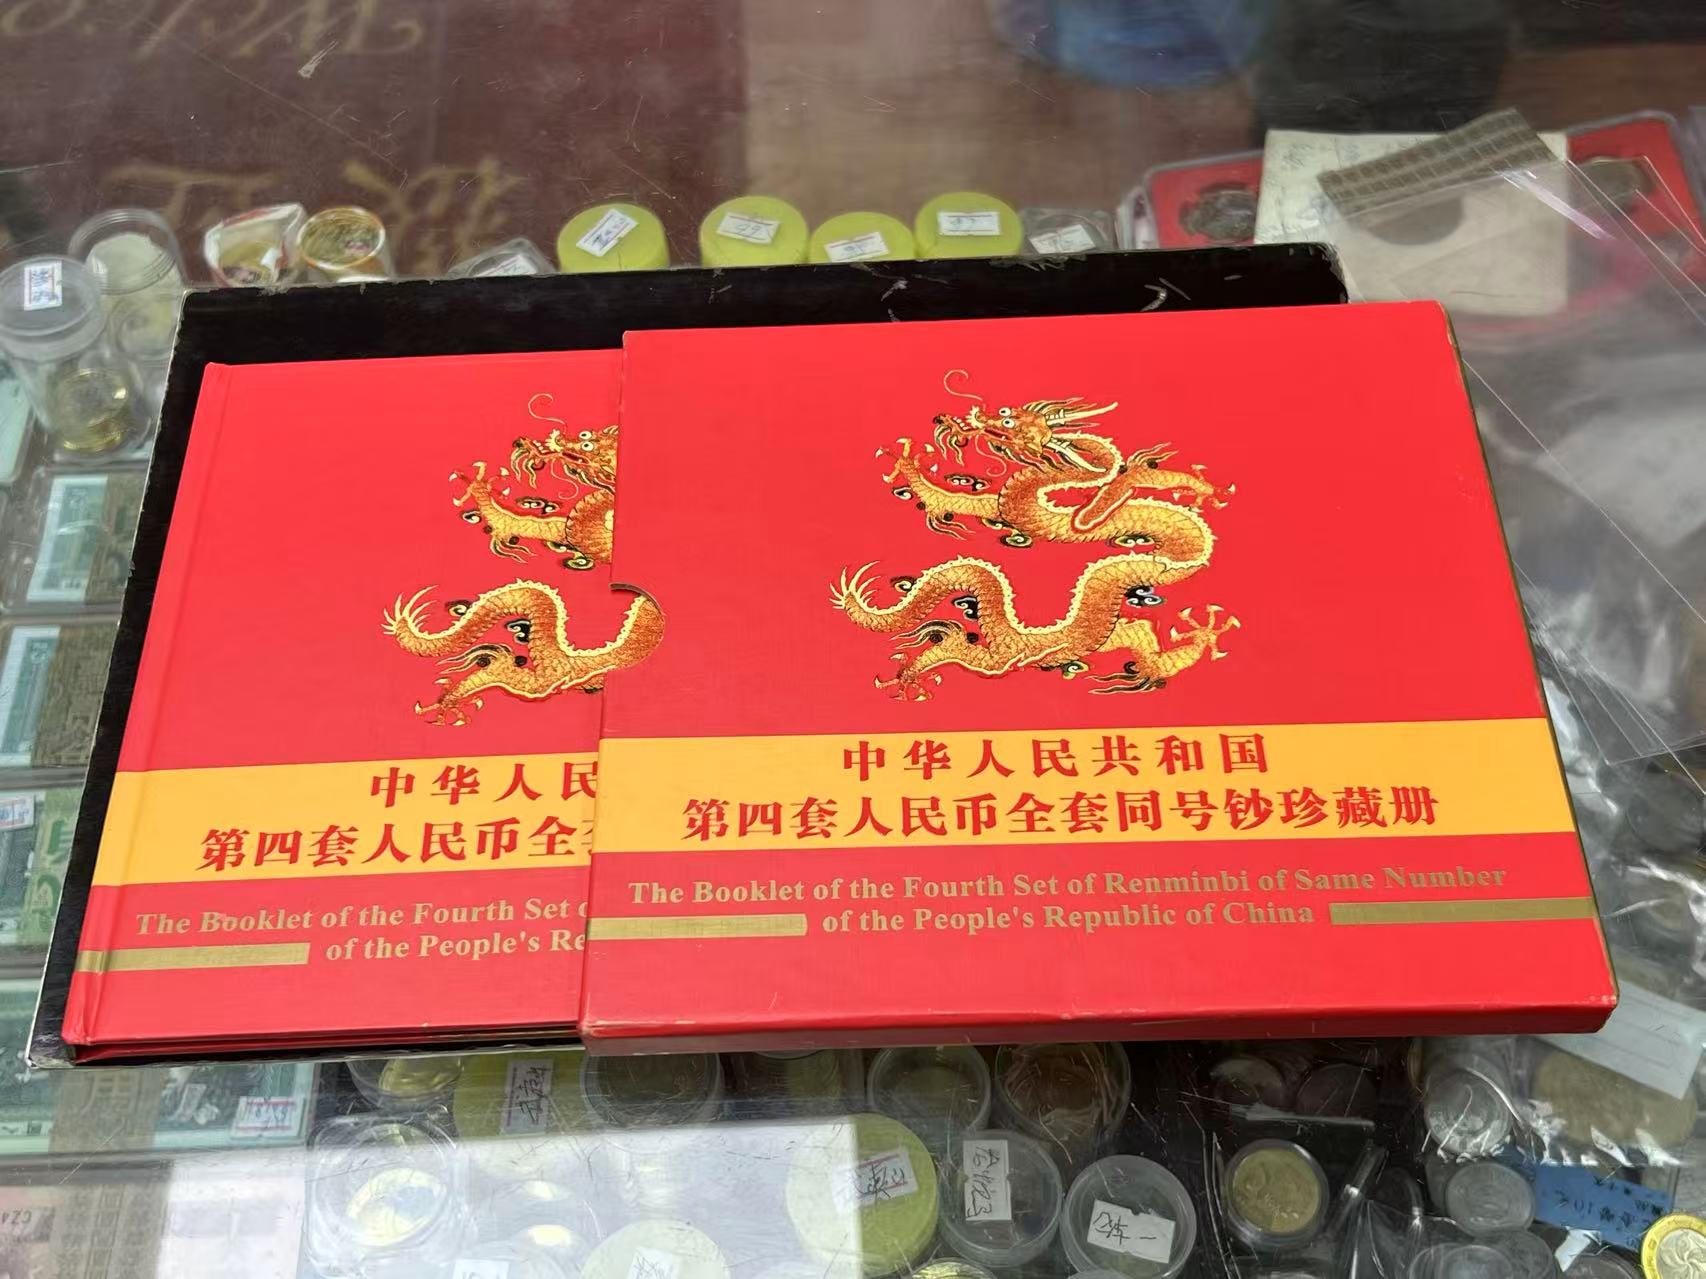 中华人民
第四套人民币全套
The Booklet of the Fourth Set o
of the People's Re
中华人民共和国
第四套人民币全套同号钞珍藏册
The Booklet of the Fourth Set of Renminbi of Same Number
of the People's Republic of China